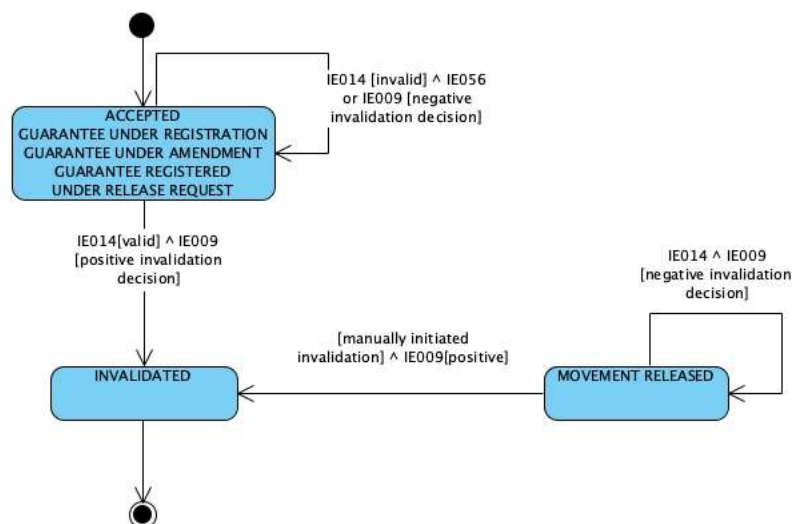 IE014 [invalid] ^ IE056
or IE009 [negative
invalidation decision]
ACCEPTED
GUARANTEE UNDER REGISTRATION
GUARANTEE UNDER AMENDMENT
GUARANTEE REGISTERED
UNDER RELEASE REQUEST
IE014[valid] ^ IE009
[positive invalidation
decision]
IE014 ^ IE009
[negative invalidation
decision]
[manually initiated
invalidation] ^ IE009[positive]
INVALIDATED
MOVEMENT RELEASED